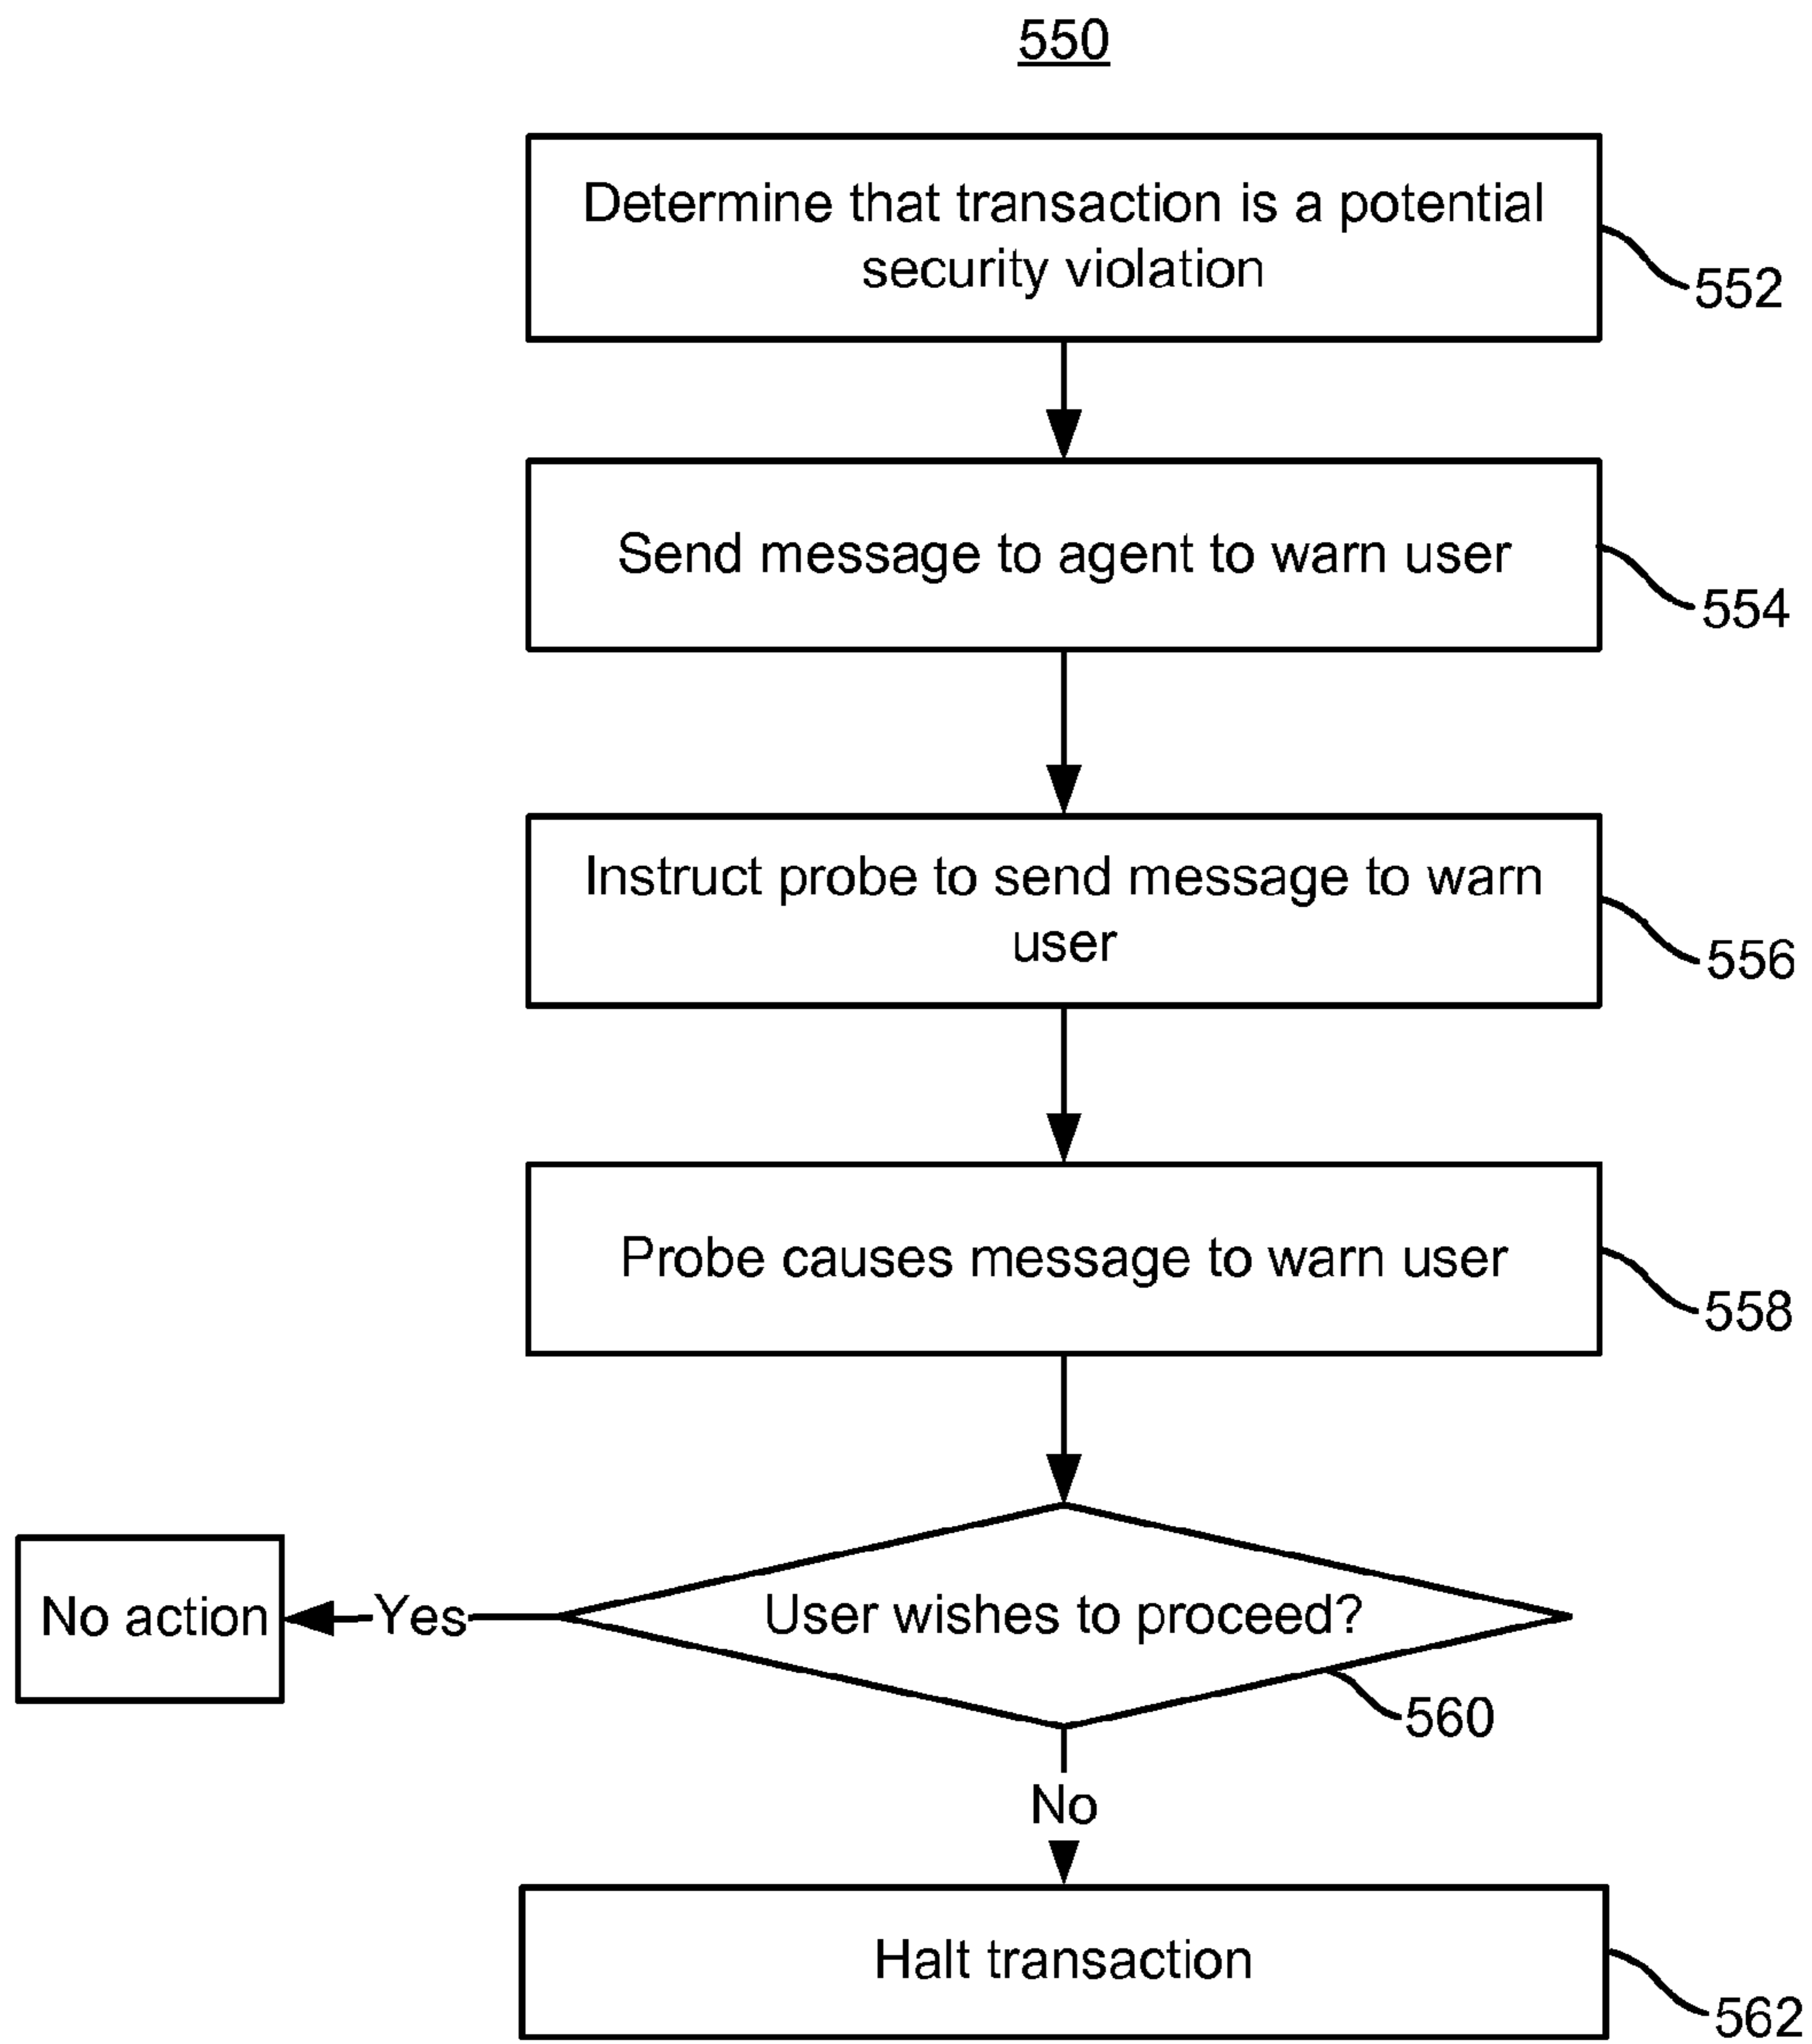 550
Determine that transaction is a potential
security violation
552
Send message to agent to warn user
554
Instruct probe to send message to warn
user
556
Probe causes message to warn user
558
User wishes to proceed?
Yes
No action
560
No
Halt transaction
562